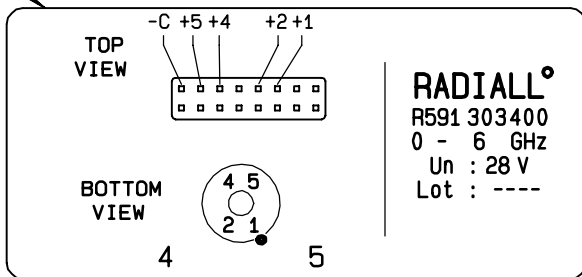 -C +5 +4 +2 +1
TOP
VIEW
BOTTOM
VIEW
4 5
2 1
4 5
RADIALL°
R591 303400
0 - 6 GHz
Un : 28 V
Lot : ----